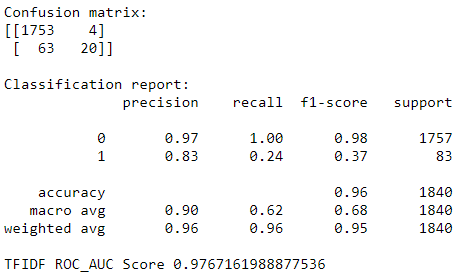 Confusion matrix:
[[1753    4]
 [  63   20]]
Classification report:
              precision    recall  f1-score   support
           0       0.97      1.00      0.98      1757
           1       0.83      0.24      0.37        83
    accuracy                           0.96      1840
   macro avg       0.90      0.62      0.68      1840
weighted avg       0.96      0.96      0.95      1840
TFIDF ROC_AUC Score 0.9767161988877536